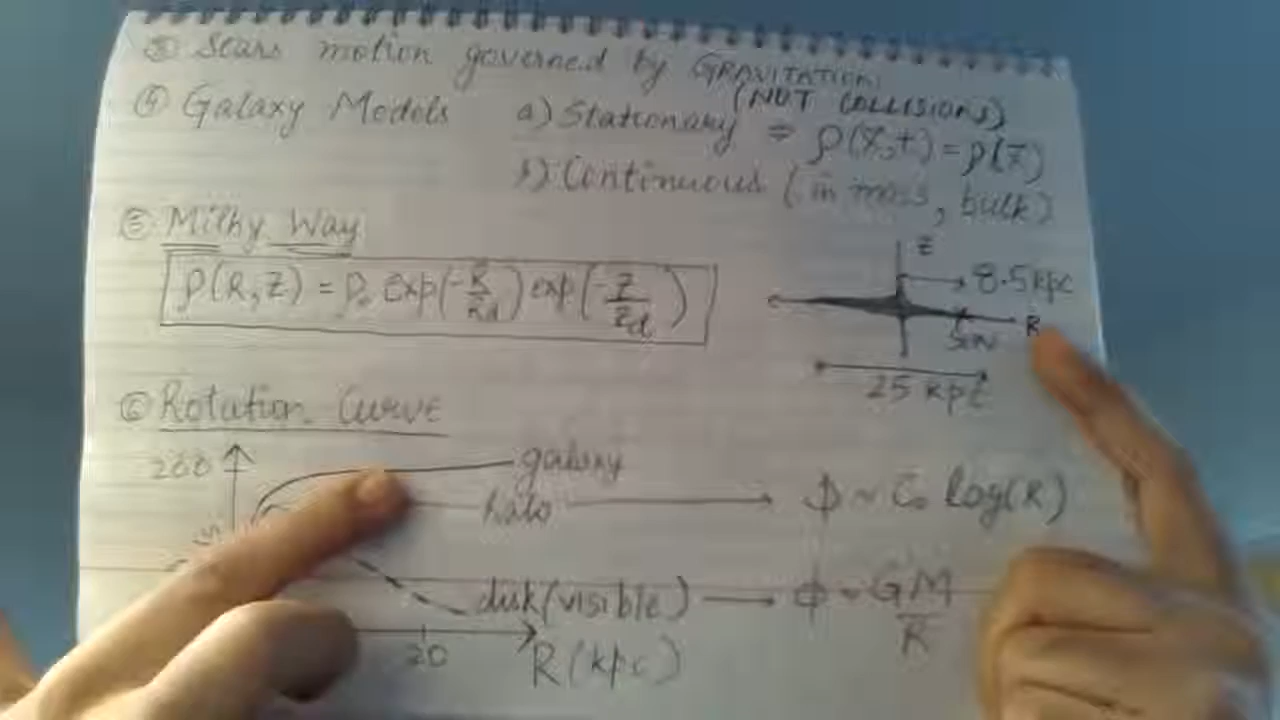 ③ Stars motion governed by GRAVITATION
(NOT COLLISIONS)
④ Galaxy Models a) Stationary ⇒ ρ(x̄,t)=ρ(x̄)
b) Continuous (in mass, bulk)
⑤ Milky Way
ρ(R,Z) = ρ₀ exp(-R/R_d) exp(-Z/Z_d)
Z
8.5 kpc
R
SUN
25 kpc
⑥ Rotation Curve
200
galaxy
halo → ϕ ~ C₀ log(R)
disk (visible) → ϕ ~ GM/R
20
R (kpc)